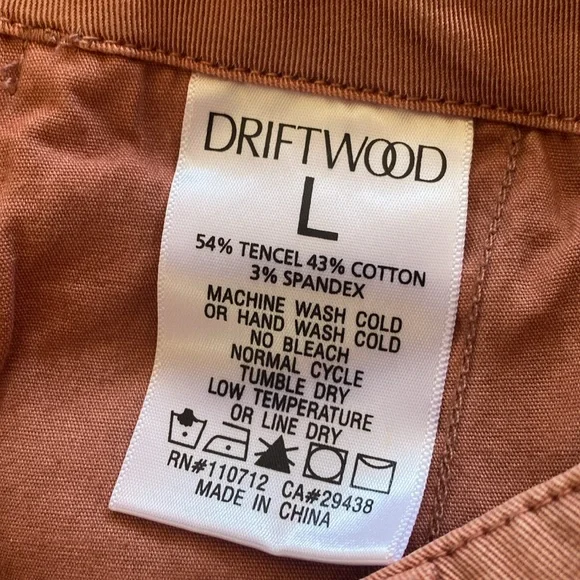 DRIFTWOOD
L
54% TENCEL 43% COTTON
3% SPANDEX
MACHINE WASH COLD
OR HAND WASH COLD
NO BLEACH
NORMAL CYCLE
TUMBLE DRY
LOW TEMPERATURE
OR LINE DRY
RN#110712 CA#29438
MADE IN CHINA